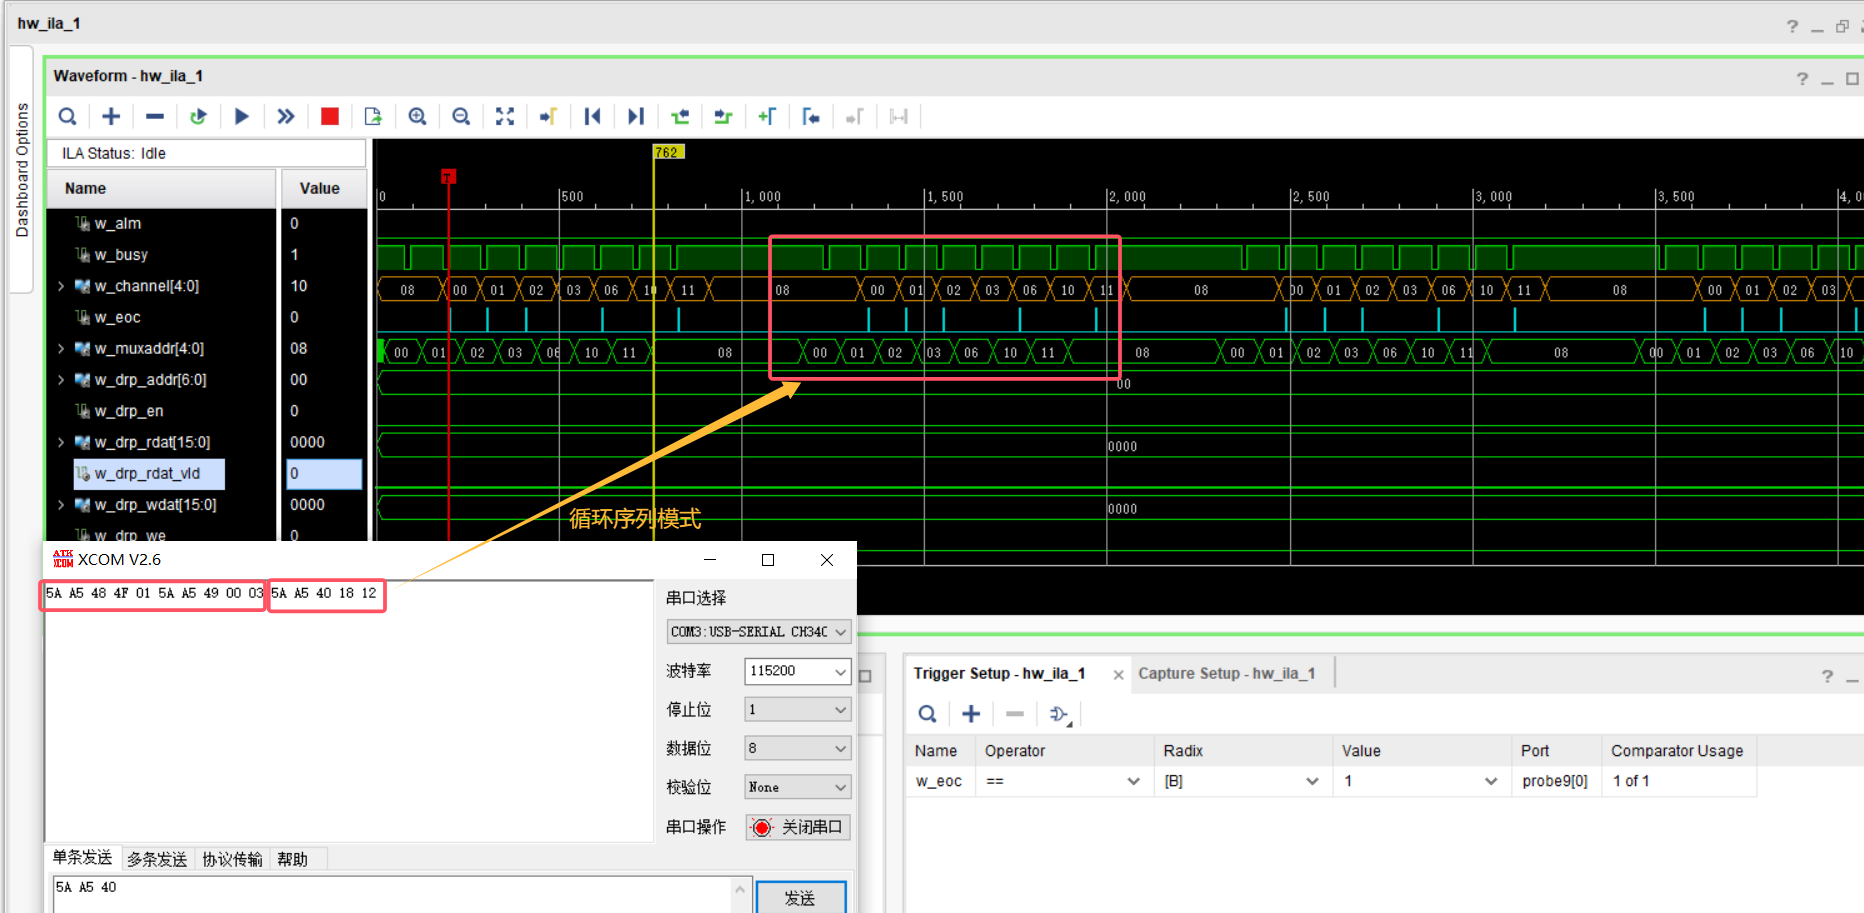 hw_ila_1
Dashboard Options
Waveform - hw_ila_1
ILA Status: Idle
Name Value
w_alm 0
w_busy 1
w_channel[4:0] 10
w_eoc 0
w_muxaddr[4:0] 08
w_drp_addr[6:0] 00
w_drp_en 0
w_drp_rdat[15:0] 0000
w_drp_rdat_vld 0
w_drp_wdat[15:0] 0000
w_drp_we 0
762
T
0 500 1,000 1,500 2,000 2,500 3,000 3,500
08 00 01 02 03 06 10 11 08 00 01 02 03 06 10 11 08 00 01 02 03 06 10 11 08 00 01 02 03
00 01 02 03 06 10 11 08 00 01 02 03 06 10 11 08 00 01 02 03 06 10 11 08 00 01 02 03 06 10
00
0000
0000
循环序列模式
ATK XCOM XCOM V2.6
5A A5 48 4F 01 5A A5 49 00 03 5A A5 40 18 12
串口选择
COM3:USB-SERIAL CH340
波特率 115200
停止位 1
数据位 8
校验位 None
串口操作 关闭串口
单条发送 多条发送 协议传输 帮助
5A A5 40
发送
Trigger Setup - hw_ila_1 Capture Setup - hw_ila_1
Name Operator Radix Value Port Comparator Usage
w_eoc == [B] 1 probe9[0] 1 of 1